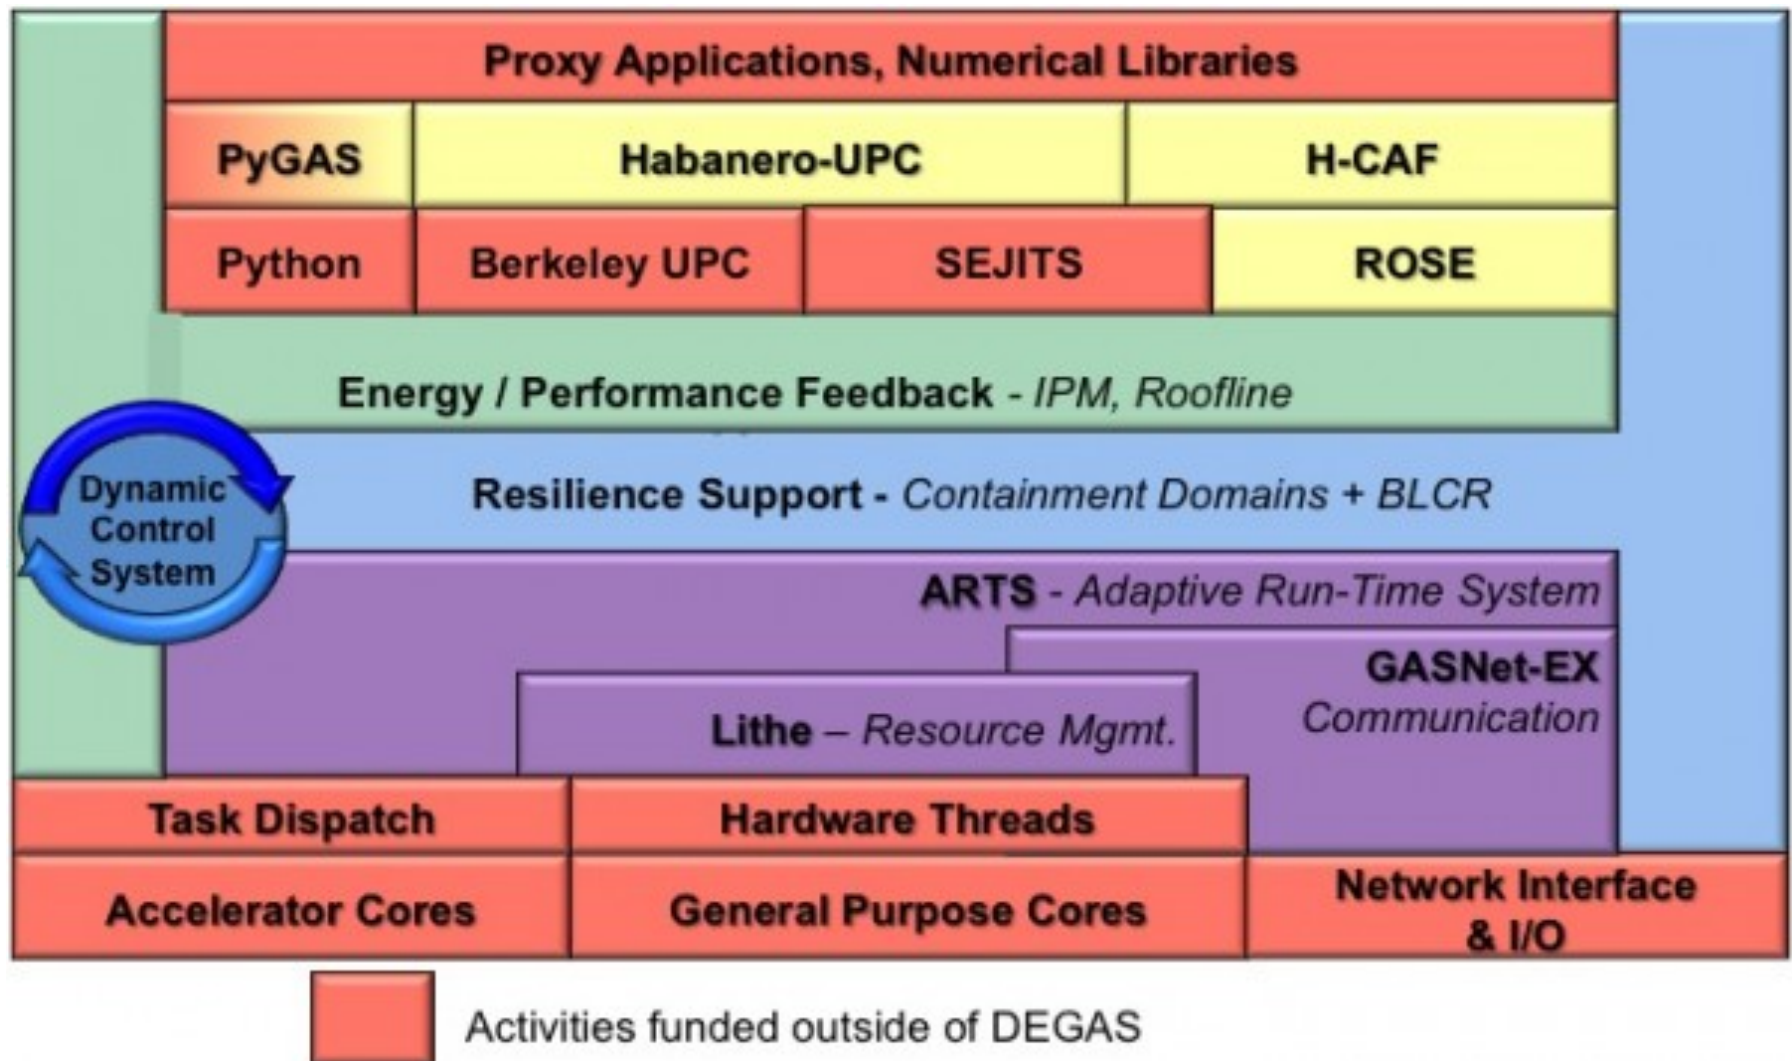 Proxy Applications, Numerical Libraries
PyGAS
Habanero-UPC
H-CAF
Python
Berkeley UPC
SEJITS
ROSE
Energy / Performance Feedback - IPM, Roofline
Dynamic
Control
System
Resilience Support - Containment Domains + BLCR
ARTS - Adaptive Run-Time System
GASNet-EX
Communication
Lithe – Resource Mgmt.
Task Dispatch
Hardware Threads
Accelerator Cores
General Purpose Cores
Network Interface
& I/O
Activities funded outside of DEGAS